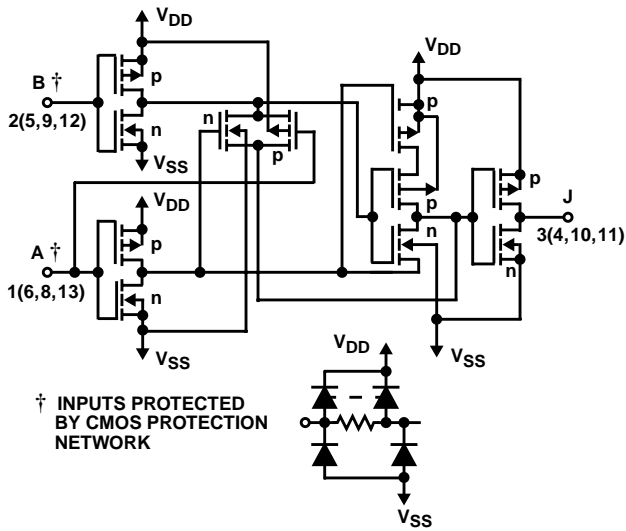 VDD
B †
p
2(5,9,12)
n
VSS
VDD
p
A †
1(6,8,13)
n
VSS
n
p
VDD
p
p
n
VSS
p
J
3(4,10,11)
n
† INPUTS PROTECTED
BY CMOS PROTECTION
NETWORK
VDD
VSS